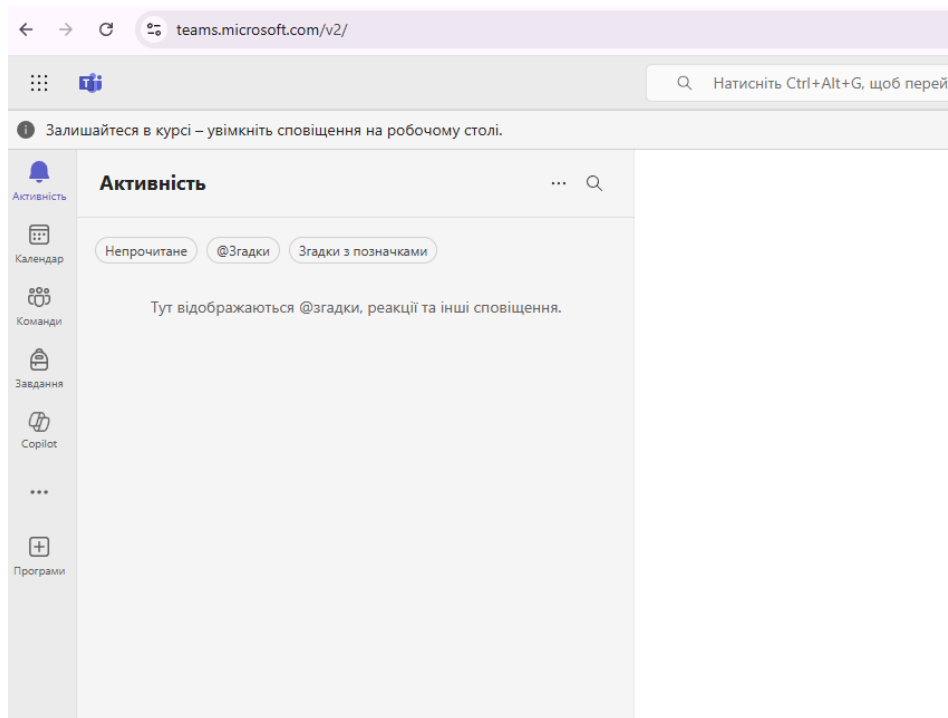 teams.microsoft.com/v2/
Натисніть Ctrl+Alt+G, щоб перей
Залишайтеся в курсі – увімкніть сповіщення на робочому столі.
Активність
Активність
Календар
Команди
Завдання
Copilot
Програми
Непрочитане
@Згадки
Згадки з позначками
Тут відображаються @згадки, реакції та інші сповіщення.